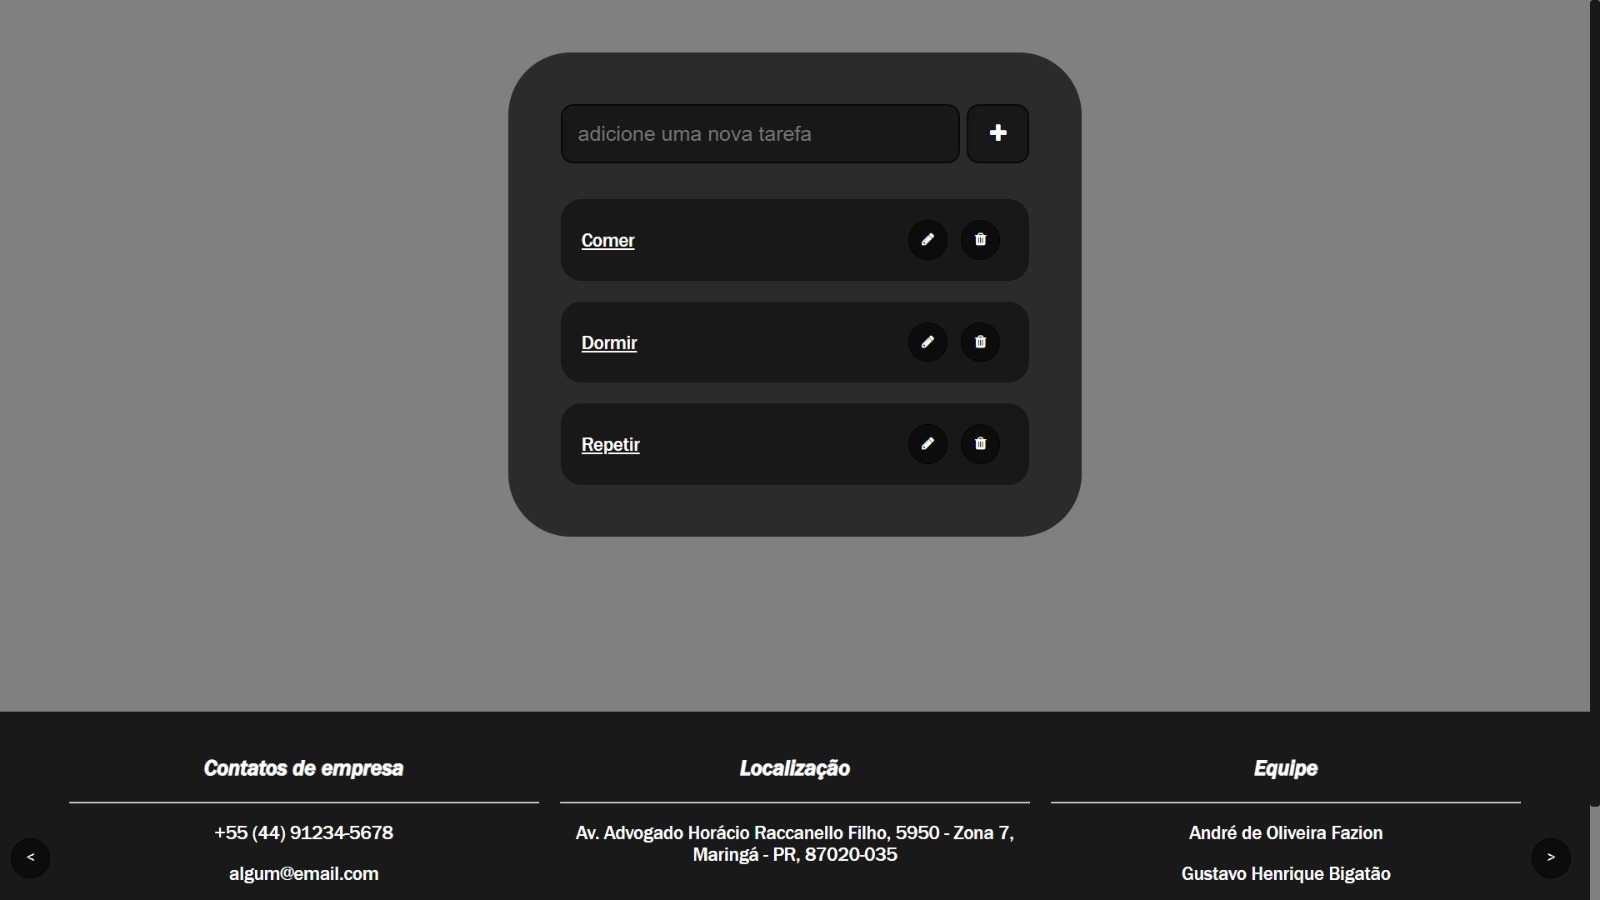 adicione uma nova tarefa
Comer
Dormir
Repetir
Contatos de empresa
+55 (44) 91234-5678
algum@email.com
Localização
Av. Advogado Horácio Raccanello Filho, 5950 - Zona 7,
Maringá - PR, 87020-035
Equipe
André de Oliveira Fazion
Gustavo Henrique Bigatão
<
>